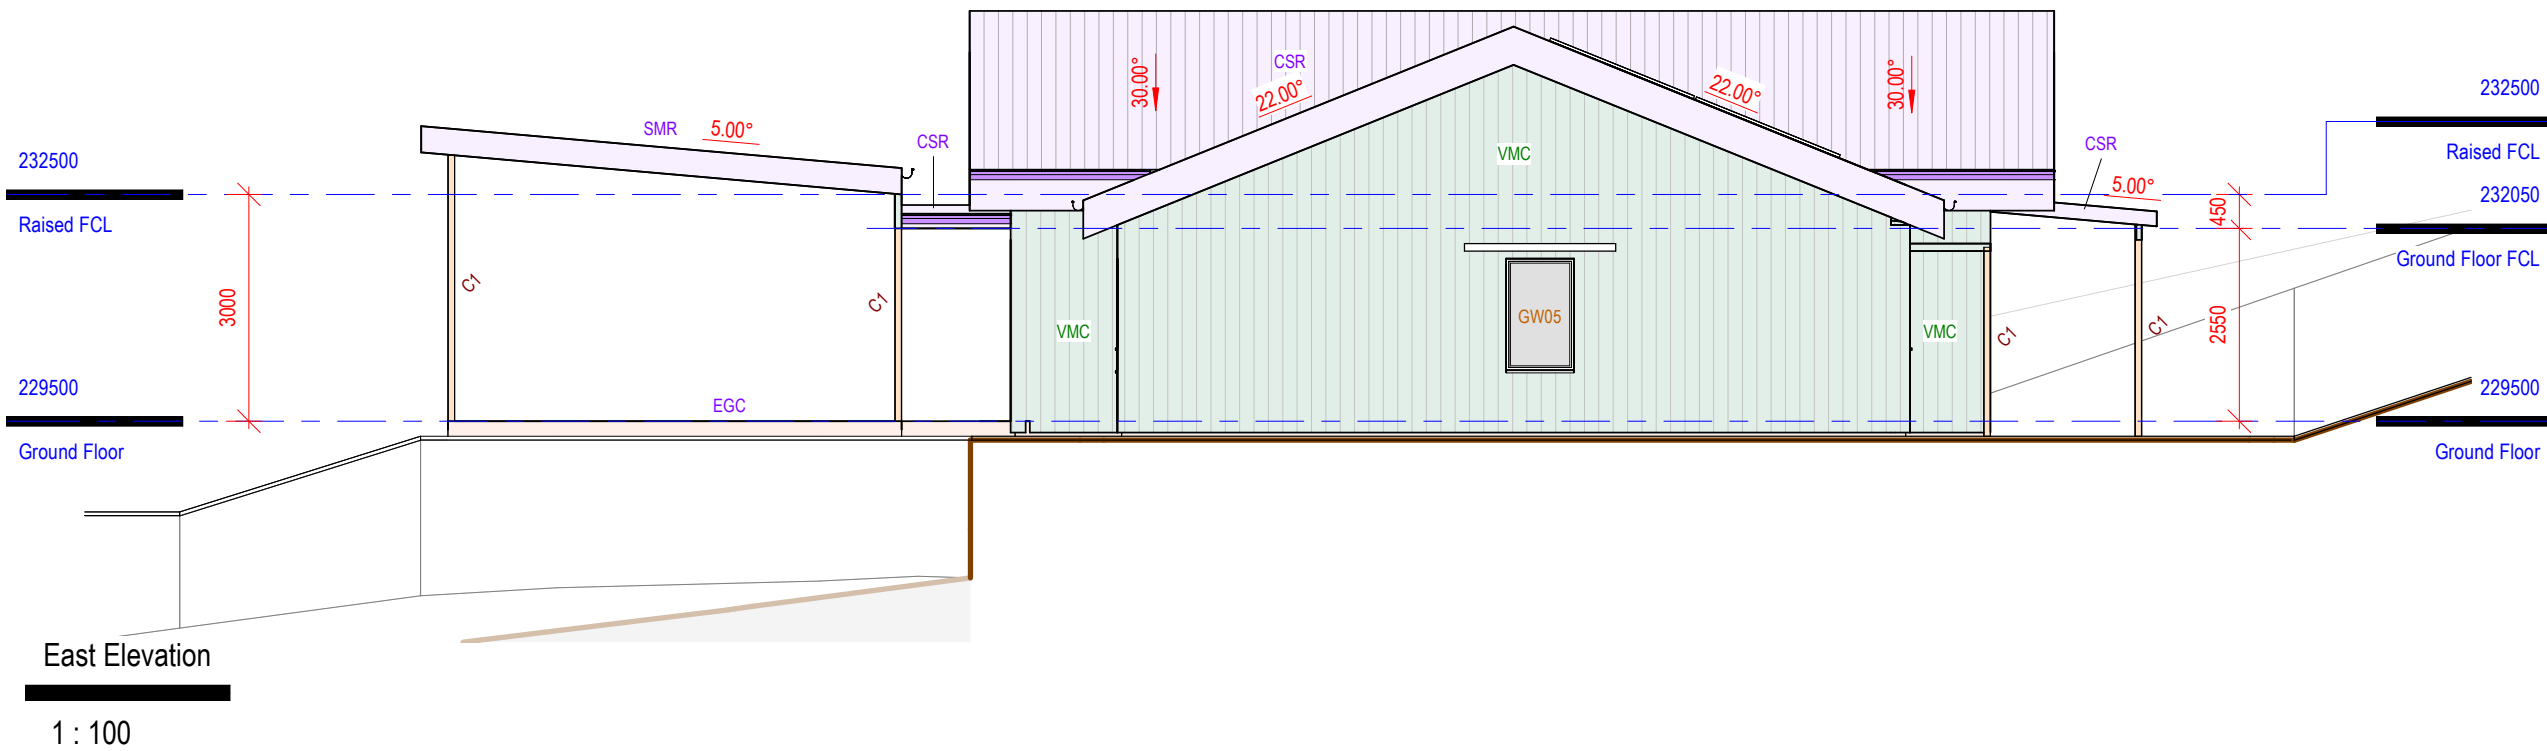 CSR
30.00°
22.00°
22.00°
30.00°
232500
Raised FCL
SMR 5.00°
CSR
VMC
CSR
5.00°
232500
Raised FCL
232050
Ground Floor FCL
450
3000
C1
C1
VMC
GW05
VMC
C1
C1
2550
229500
Ground Floor
EGC
229500
Ground Floor
East Elevation
1 : 100